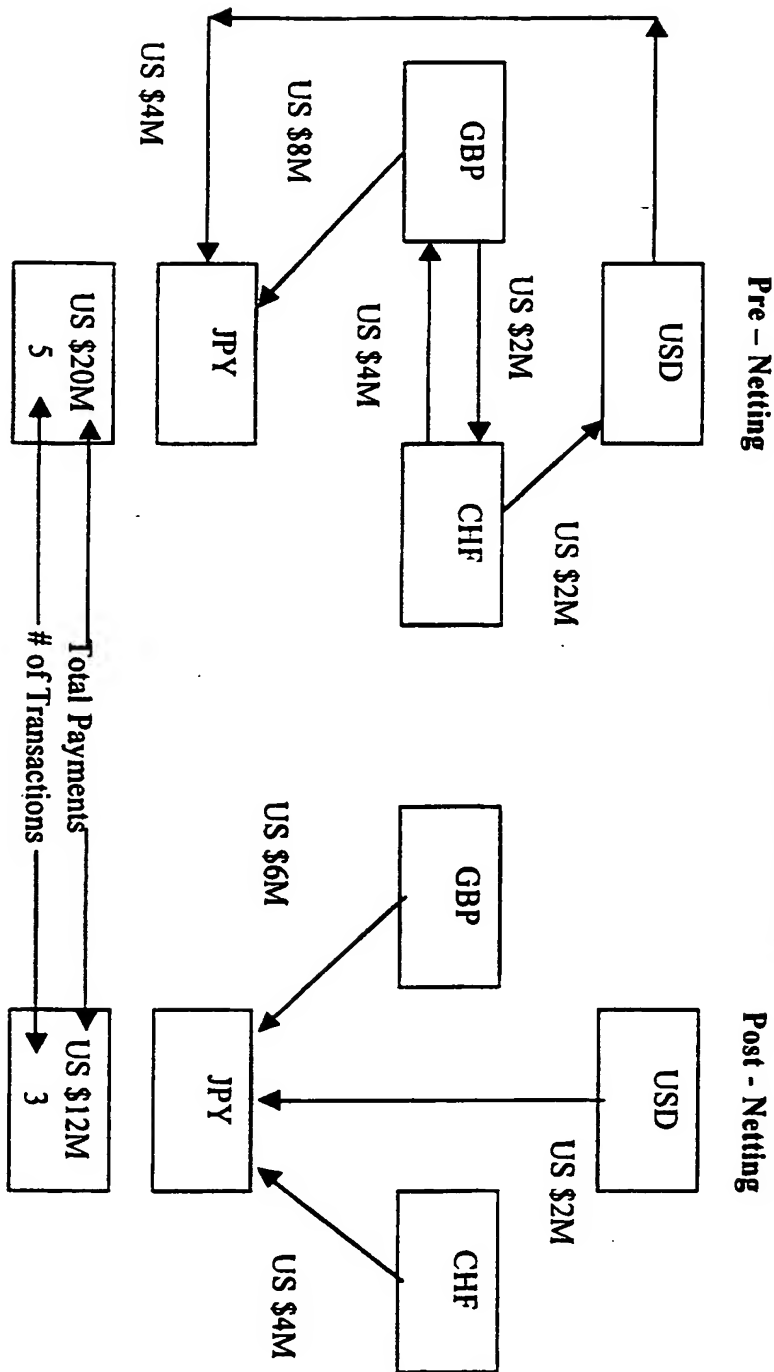 Pre – Netting
USD
US $2M
GBP
US $2M
CHF
US $4M
US $8M
US $4M
JPY
US $20M
5
Total Payments
# of Transactions
Post - Netting
USD
US $2M
GBP
CHF
US $6M
US $4M
JPY
US $12M
3